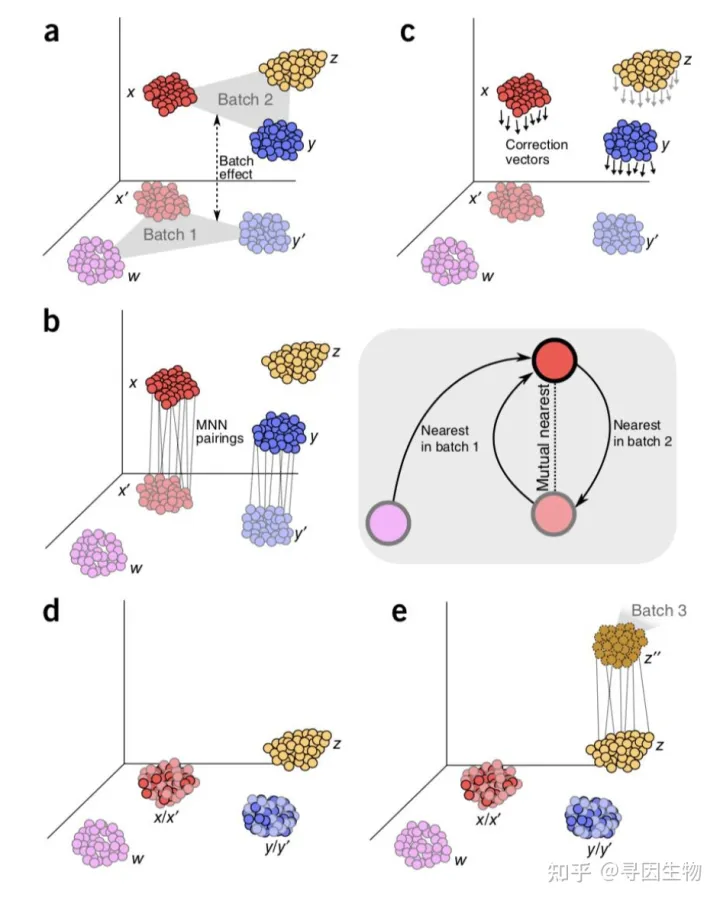 a
x
z
Batch 2
y
Batch
effect
x′
Batch 1
y′
w
c
x
z
y
Correction
vectors
x′
y′
w
b
x
z
MNN
pairings
y
x′
y′
w
Nearest
in batch 1
Mutual nearest
Nearest
in batch 2
d
z
x/x′
y/y′
w
e
Batch 3
z′′
z
x/x′
y/y′
w
知乎 @寻因生物